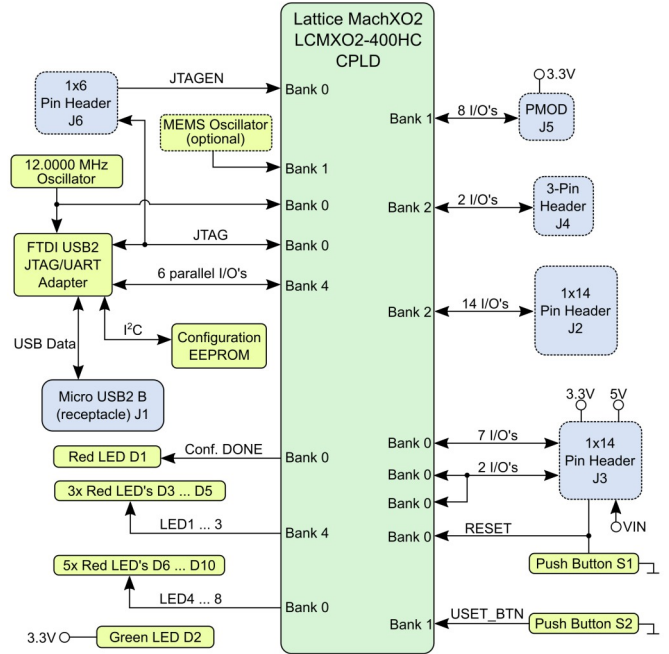 Lattice MachXO2
LCMXO2-400HC
CPLD
1x6
Pin Header
J6
JTAGEN
Bank 0
MEMS Oscillator
(optional)
Bank 1
12.0000 MHz
Oscillator
Bank 0
FTDI USB2
JTAG/UART
Adapter
JTAG
Bank 0
6 parallel I/O's
Bank 4
I²C
Configuration
EEPROM
USB Data
Micro USB2 B
(receptacle) J1
Red LED D1
Conf. DONE
Bank 0
3x Red LED's D3 ... D5
LED1 ... 3
Bank 4
5x Red LED's D6 ... D10
LED4 ... 8
Bank 0
3.3V
Green LED D2
3.3V
Bank 1
8 I/O's
PMOD
J5
Bank 2
2 I/O's
3-Pin
Header
J4
Bank 2
14 I/O's
1x14
Pin Header
J2
3.3V
5V
Bank 0
7 I/O's
1x14
Pin Header
J3
Bank 0
2 I/O's
Bank 0
VIN
Bank 0
RESET
Push Button S1
Bank 1
USET_BTN
Push Button S2